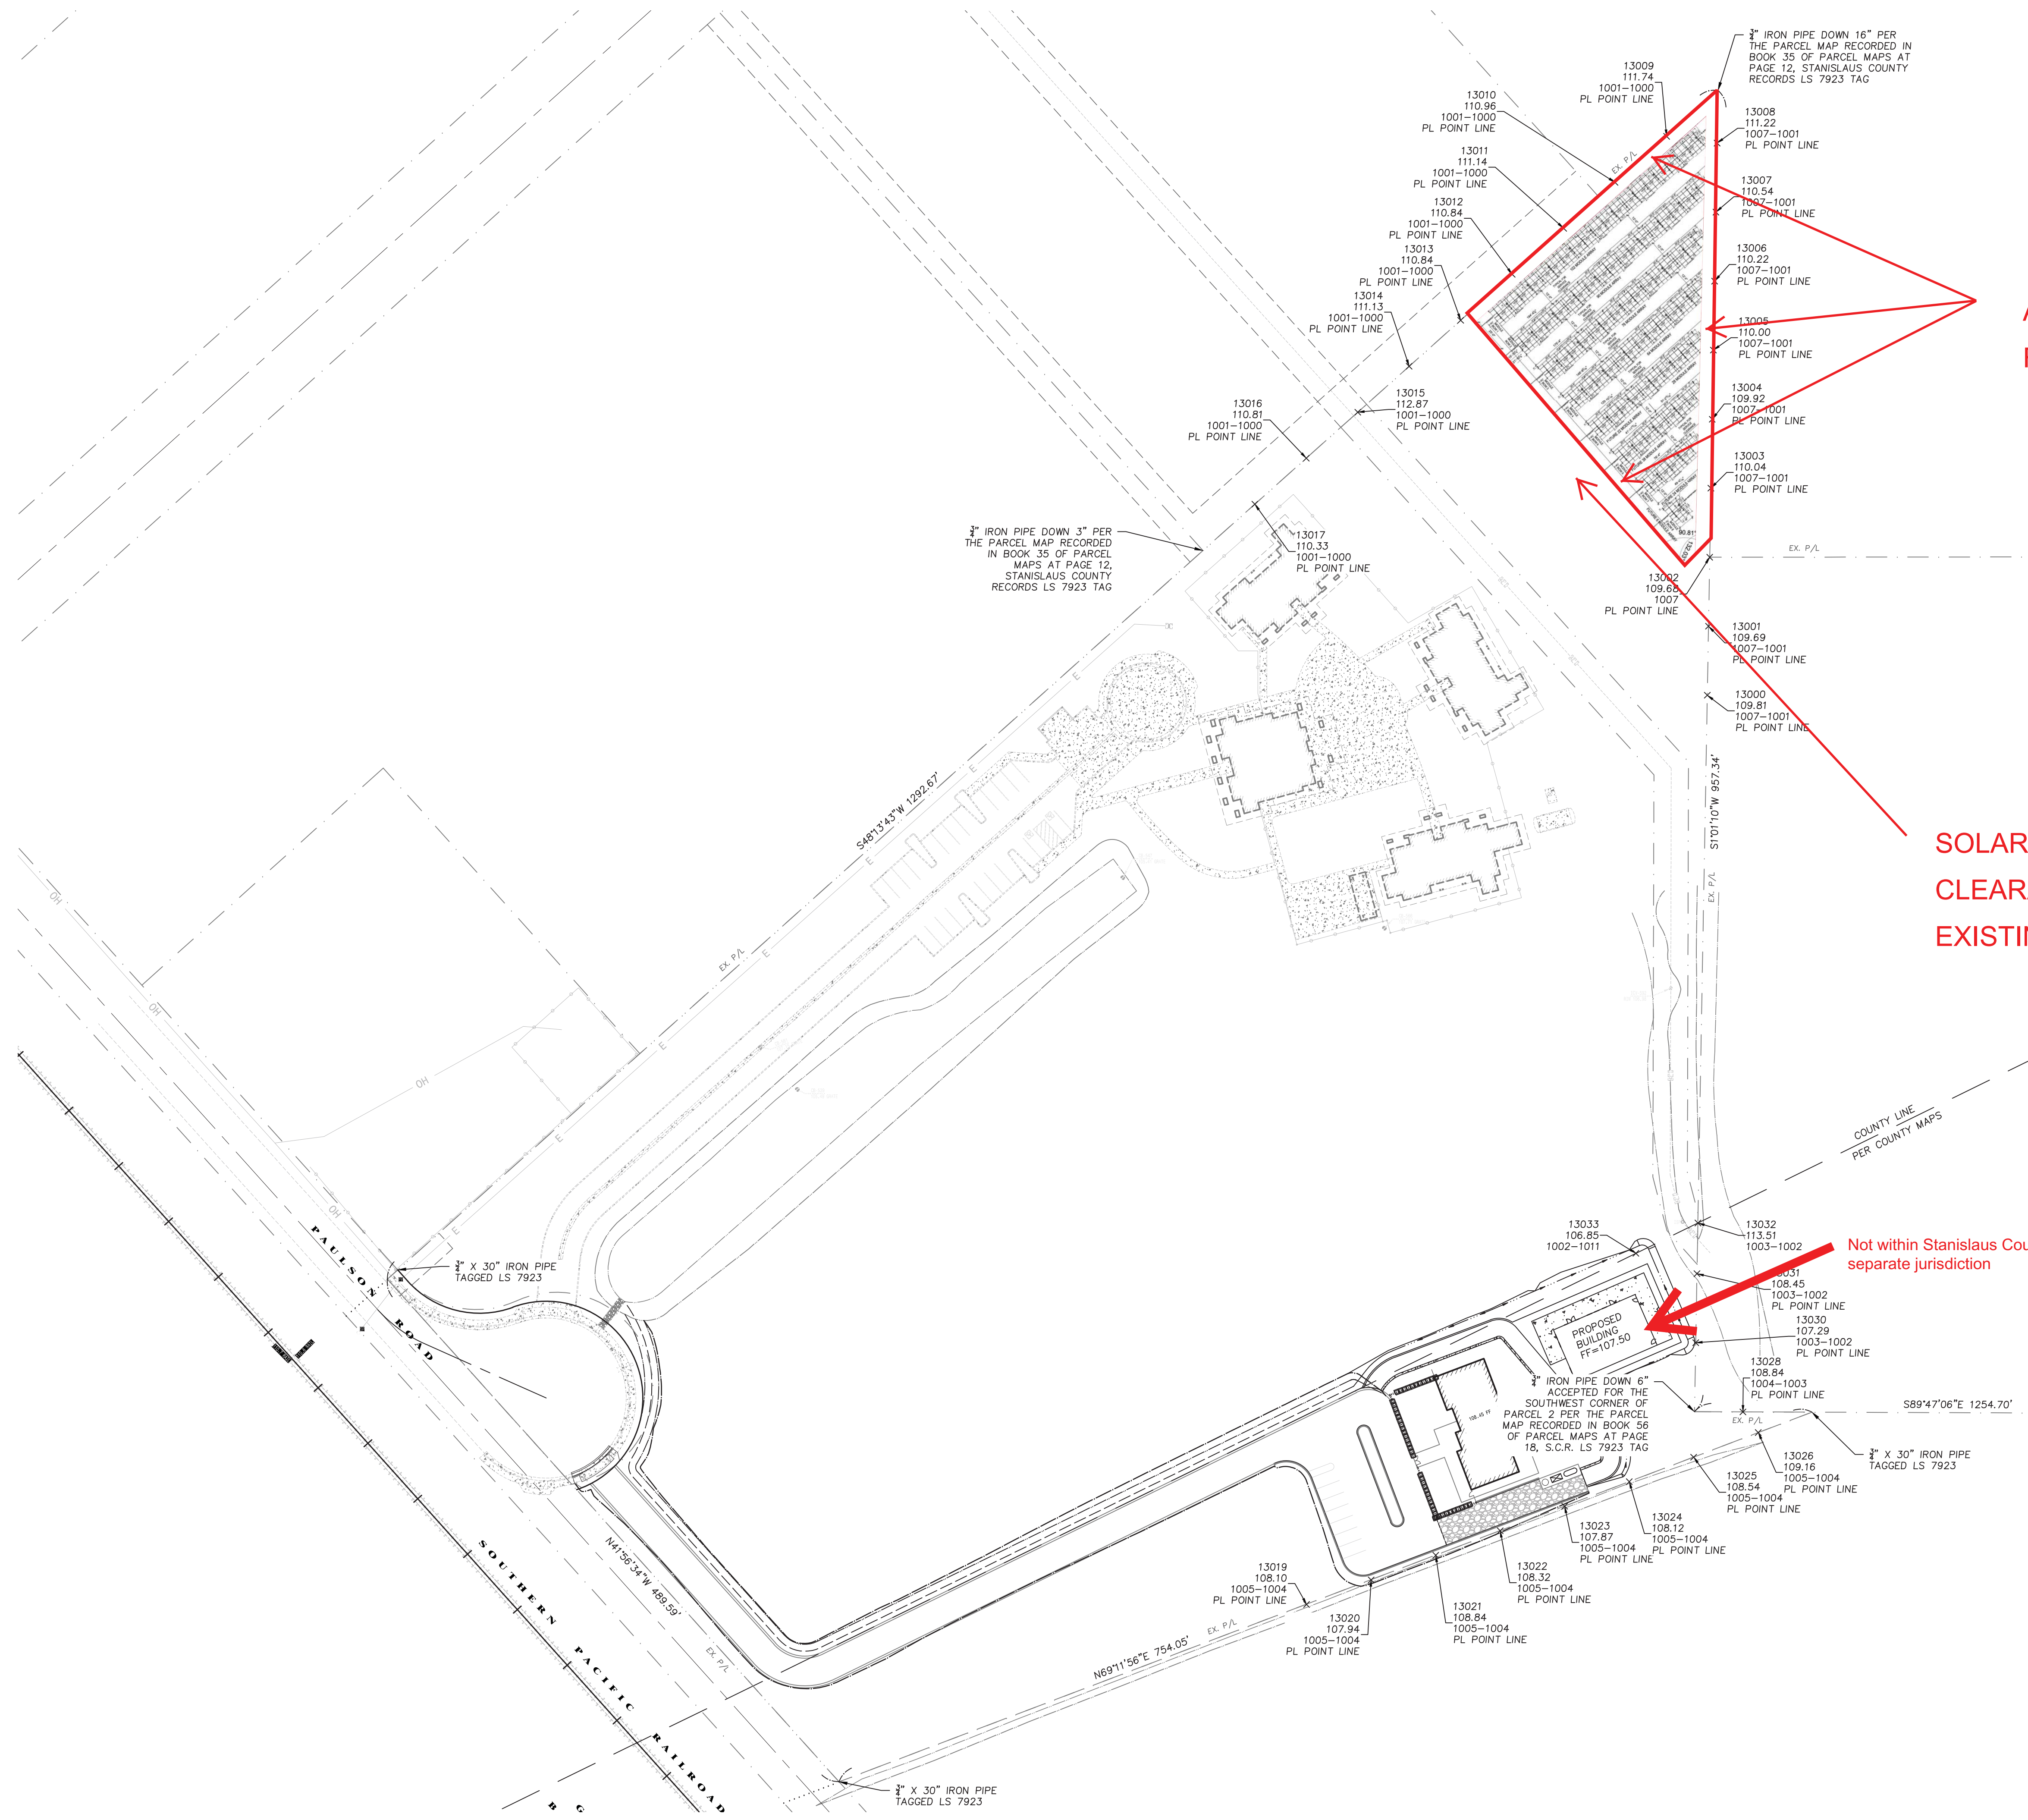 ¾" IRON PIPE DOWN 16" PER
THE PARCEL MAP RECORDED IN
BOOK 35 OF PARCEL MAPS AT
PAGE 12, STANISLAUS COUNTY
RECORDS LS 7923 TAG
13009
111.74
1001-1000
PL POINT LINE
13010
110.96
1001-1000
PL POINT LINE
13008
111.22
1007-1001
PL POINT LINE
13011
111.14
1001-1000
PL POINT LINE
EX. P/L
13007
110.54
1007-1001
PL POINT LINE
13012
110.84
1001-1000
PL POINT LINE
13013
110.84
1001-1000
PL POINT LINE
13006
110.22
1007-1001
PL POINT LINE
13014
111.13
1001-1000
PL POINT LINE
13005
110.00
1007-1001
PL POINT LINE
13015
112.87
1001-1000
PL POINT LINE
13004
109.92
1007-1001
PL POINT LINE
13016
110.81
1001-1000
PL POINT LINE
13003
110.04
1007-1001
PL POINT LINE
90.81'
¾" IRON PIPE DOWN 3" PER
THE PARCEL MAP RECORDED
IN BOOK 35 OF PARCEL
MAPS AT PAGE 12,
STANISLAUS COUNTY
RECORDS LS 7923 TAG
13017
110.33
1001-1000
PL POINT LINE
EX. P/L
13002
109.68
1007
PL POINT LINE
13001
109.69
1007-1001
PL POINT LINE
13000
109.81
1007-1001
PL POINT LINE
S1°01'10"W 957.34'
EX. P/L
S48°13'43"W 1292.67'
EX. P/L
E
E
E
E
E
E
E
SOLAR
CLEAR
EXISTI
OH
OH
OH
OH
COUNTY LINE
PER COUNTY MAPS
13033
106.85
1002-1011
13032
113.51
1003-1002
Not within Stanislaus Cou
separate jurisdiction
13031
108.45
1003-1002
PL POINT LINE
13030
107.29
1003-1002
PL POINT LINE
PROPOSED
BUILDING
FF=107.50
¾" X 30" IRON PIPE
TAGGED LS 7923
PAULSON ROAD
13028
108.84
1004-1003
PL POINT LINE
¾" IRON PIPE DOWN 6"
ACCEPTED FOR THE
SOUTHWEST CORNER OF
PARCEL 2 PER THE PARCEL
MAP RECORDED IN BOOK 56
OF PARCEL MAPS AT PAGE
18, S.C.R. LS 7923 TAG
108.45 FF
S89°47'06"E 1254.70'
EX. P/L
¾" X 30" IRON PIPE
TAGGED LS 7923
13026
109.16
1005-1004
PL POINT LINE
13025
108.54
1005-1004
PL POINT LINE
13024
108.12
1005-1004
PL POINT LINE
13023
107.87
1005-1004
PL POINT LINE
13022
108.32
1005-1004
PL POINT LINE
13021
108.84
1005-1004
PL POINT LINE
13019
108.10
1005-1004
PL POINT LINE
13020
107.94
1005-1004
PL POINT LINE
N41°56'34"W 489.59'
EX. P/L
N69°11'56"E 754.05'
EX. P/L
SOUTHERN PACIFIC RAILROAD
¾" X 30" IRON PIPE
TAGGED LS 7923